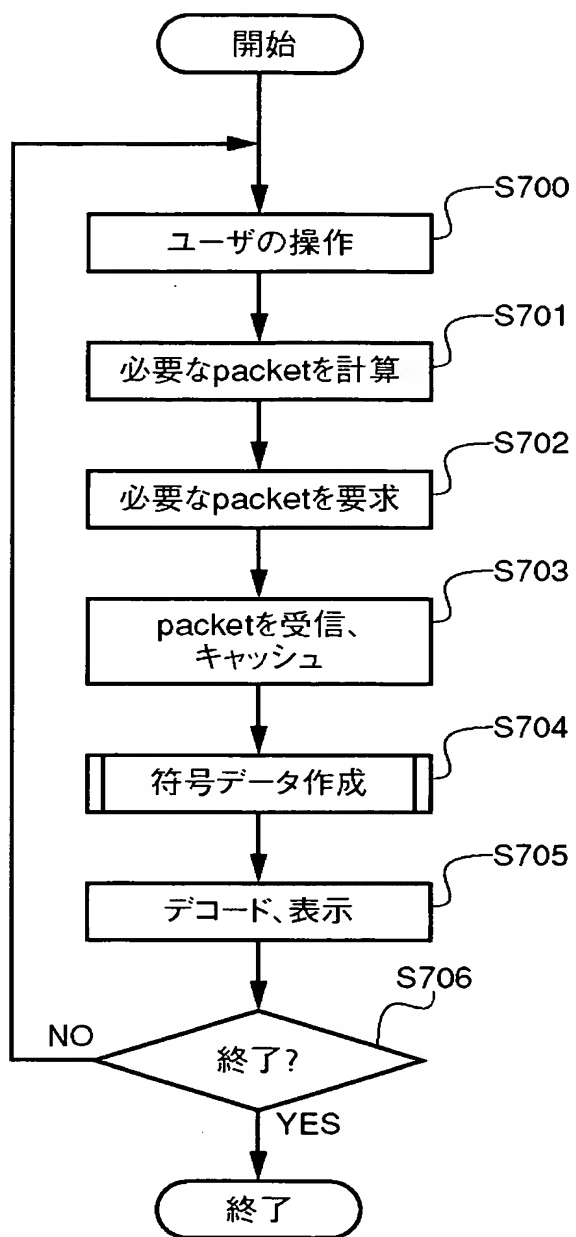 開始
S700
ユーザの操作
S701
必要なpacketを計算
S702
必要なpacketを要求
S703
packetを受信、
キャッシュ
S704
符号データ作成
S705
デコード、表示
S706
NO
終了?
YES
終了